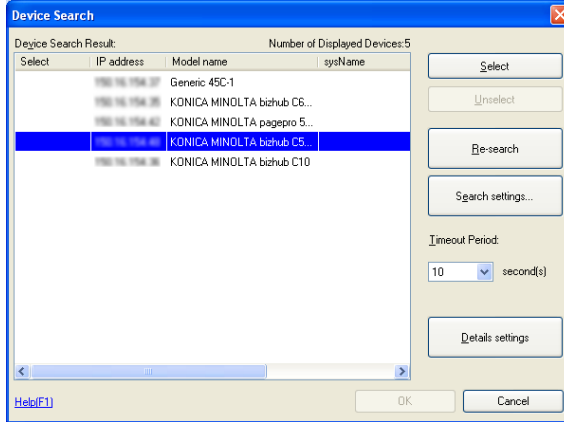 Device Search
Device Search Result: Number of Displayed Devices:5
Select IP address Model name sysName
Generic 45C-1
KONICA MINOLTA bizhub C6...
KONICA MINOLTA pagepro 5...
KONICA MINOLTA bizhub C5...
KONICA MINOLTA bizhub C10
Select
Unselect
Re-search
Search settings...
Timeout Period:
10 second(s)
Details settings
Help(F1)
OK Cancel